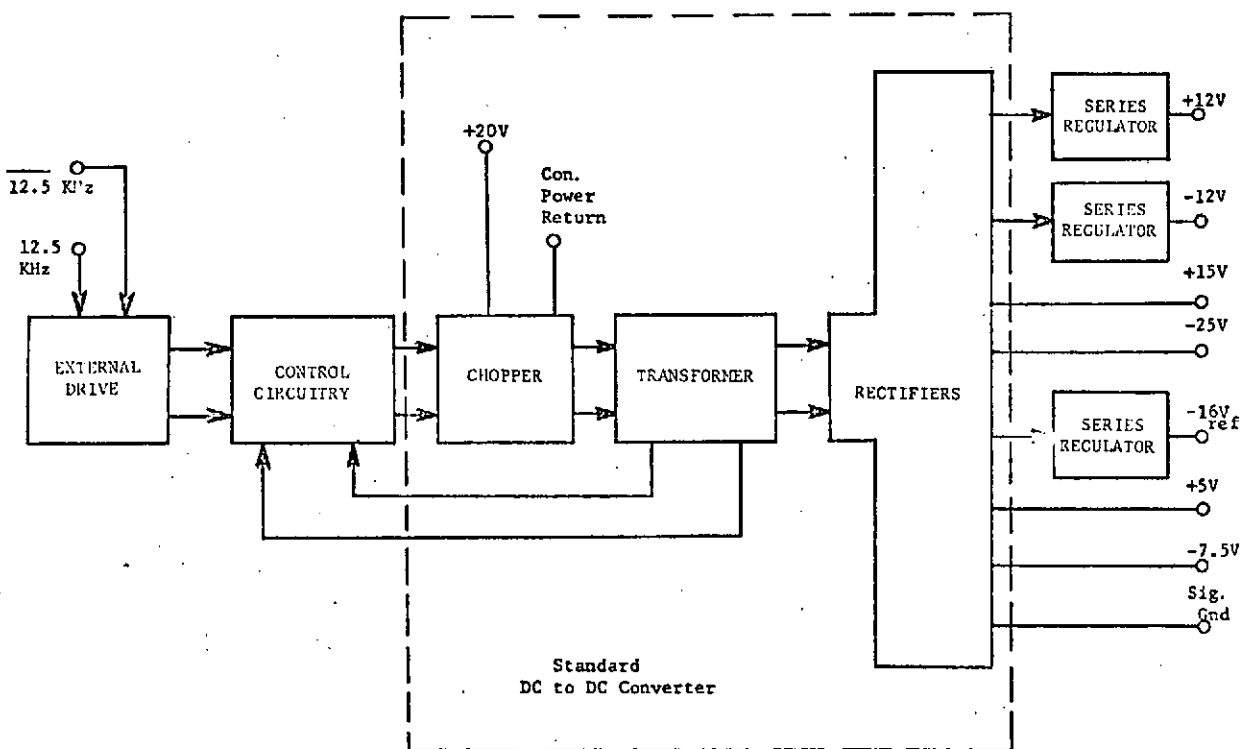 +20V
Con.
Power
Return
12.5 KHz
12.5
KHz
EXTERNAL
DRIVE
CONTROL
CIRCUITRY
CHOPPER
TRANSFORMER
RECTIFIERS
SERIES
REGULATOR
+12V
SERIES
REGULATOR
-12V
+15V
-25V
SERIES
REGULATOR
-16V
ref
+5V
-7.5V
Sig.
Gnd
Standard
DC to DC Converter